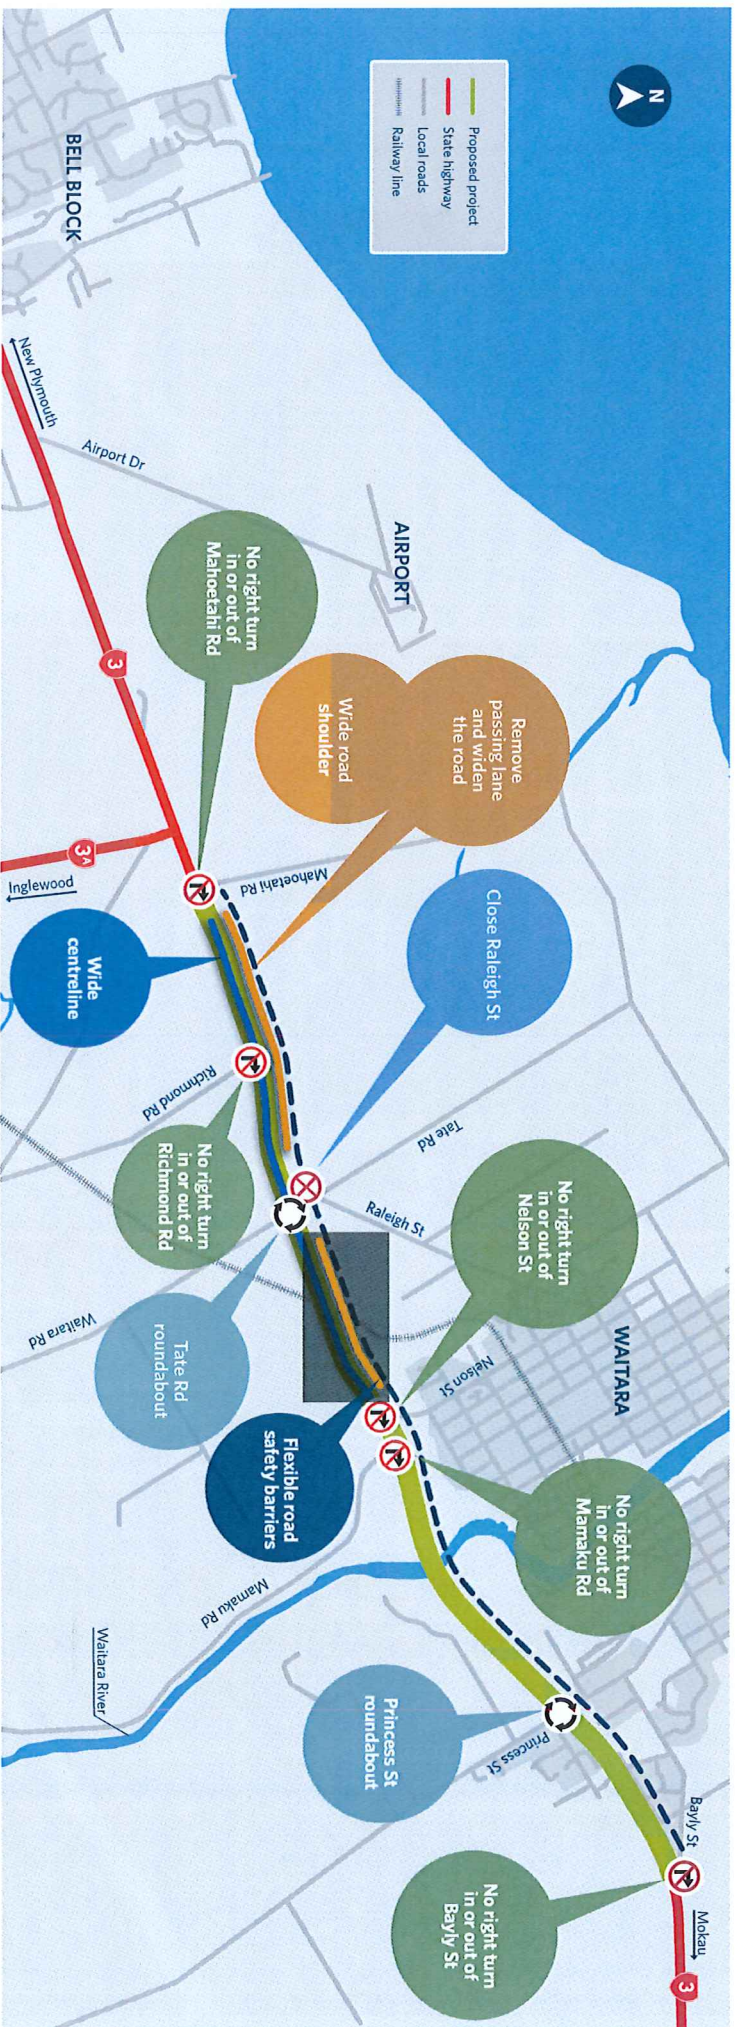 N
Proposed project
State highway
Local roads
Railway line
BELL BLOCK
New Plymouth
Airport Dr
AIRPORT
No right turn
in or out of
Mahoetahi Rd
Remove
passing lane
and widen
the road
Wide road
shoulder
3
3A
Inglewood
Mahoetahi Rd
Close Raleigh St
Wide
centreline
Richmond Rd
No right turn
in or out of
Richmond Rd
Tate Rd
Raleigh St
No right turn
in or out of
Nelson St
WAITARA
Nelson St
Waitara Rd
Tate Rd
roundabout
Flexible road
safety barriers
No right turn
in or out of
Mamaku Rd
Mamaku Rd
Waitara River
Princess St
roundabout
Princess St
Bayly St
No right turn
in or out of
Bayly St
Mokau
3